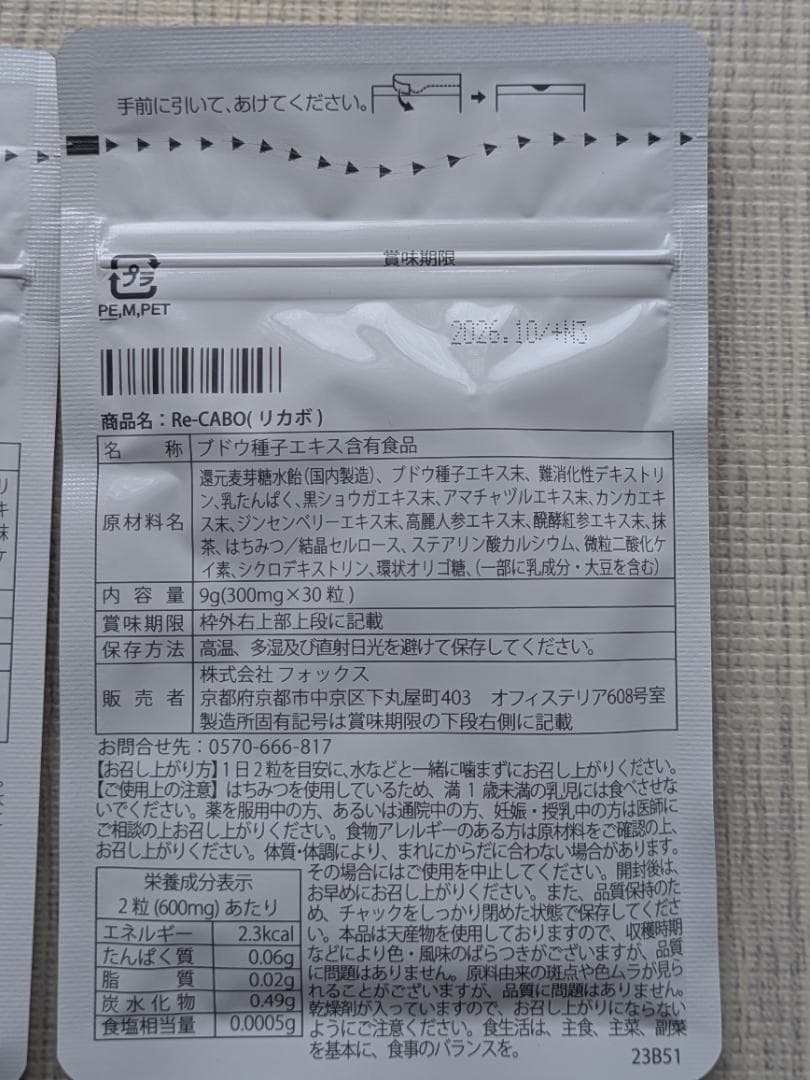 手前に引いて、あけてください。
賞味期限
プラ
PE,M,PET
2026.10/+N3
商品名：Re-CABO(リカボ)
名 称 ブドウ種子エキス含有食品
原材料名 還元麦芽糖水飴(国内製造)、ブドウ種子エキス末、難消化性デキストリ
ン、乳たんぱく、黒ショウガエキス末、アマチャヅルエキス末、カンカエキ
ス末、ジンセンベリーエキス末、高麗人参エキス末、醗酵紅参エキス末、抹
茶、はちみつ／結晶セルロース、ステアリン酸カルシウム、微粒二酸化ケ
イ素、シクロデキストリン、環状オリゴ糖、(一部に乳成分・大豆を含む)
内容量 9g(300mg×30粒)
賞味期限 枠外右上部上段に記載
保存方法 高温、多湿及び直射日光を避けて保存してください。
販売者 株式会社フォックス
京都府京都市中京区下丸屋町403 オフィステリア608号室
製造所固有記号は賞味期限の下段右側に記載
お問合せ先：0570-666-817
【お召し上がり方】1日2粒を目安に、水などと一緒に噛まずにお召し上がりください。
【ご使用上の注意】はちみつを使用しているため、満1歳未満の乳児には食べさせな
いでください。薬を服用中の方、あるいは通院中の方、妊娠・授乳中の方は医師に
ご相談の上お召し上がりください。食物アレルギーのある方は原材料をご確認の上、
お召し上がりください。体質・体調により、まれにからだに合わない場合があります。
その場合にはご使用を中止してください。開封後は、
お早めにお召し上がりください。また、品質保持のた
め、チャックをしっかり閉めた状態で保存してくださ
い。本品は天産物を使用しておりますので、収穫時期
などにより色・風味のばらつきがございますが、品質
に問題はありません。原料由来の斑点や色ムラが見ら
れることがございますが、品質に問題はありません。
乾燥剤が入っていますので、お召し上がりにならない
ようにご注意ください。食生活は、主食、主菜、副菜
を基本に、食事のバランスを。
栄養成分表示
2粒(600mg)あたり
エネルギー 2.3kcal
たんぱく質 0.06g
脂質 0.02g
炭水化物 0.49g
食塩相当量 0.0005g
23B51